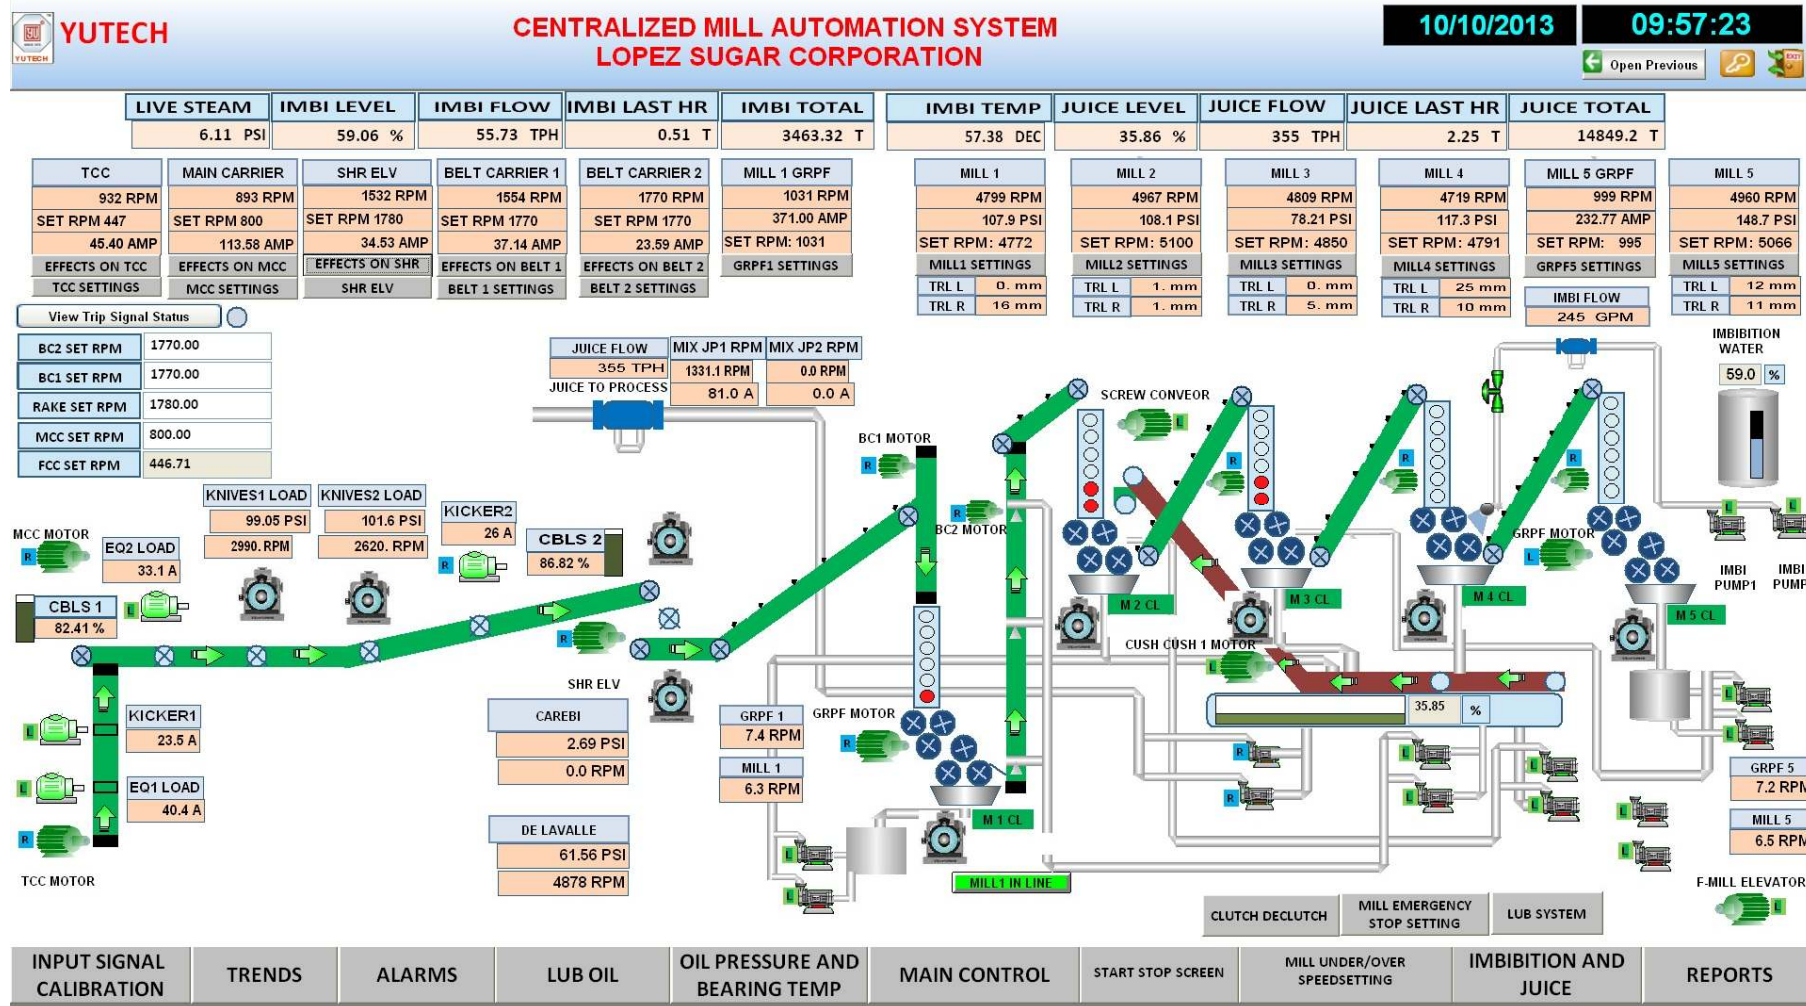 YUTECH
YUTECH
CENTRALIZED MILL AUTOMATION SYSTEM
LOPEZ SUGAR CORPORATION
10/10/2013
09:57:23
Open Previous
EXIT
LIVE STEAM
6.11 PSI
IMBI LEVEL
59.06 %
IMBI FLOW
55.73 TPH
IMBI LAST HR
0.51 T
IMBI TOTAL
3463.32 T
IMBI TEMP
57.38 DEC
JUICE LEVEL
35.86 %
JUICE FLOW
355 TPH
JUICE LAST HR
2.25 T
JUICE TOTAL
14849.2 T
TCC
932 RPM
SET RPM 447
45.40 AMP
EFFECTS ON TCC
TCC SETTINGS
MAIN CARRIER
893 RPM
SET RPM 800
113.58 AMP
EFFECTS ON MCC
MCC SETTINGS
SHR ELV
1532 RPM
SET RPM 1780
34.53 AMP
EFFECTS ON SHR
SHR ELV
BELT CARRIER 1
1554 RPM
SET RPM 1770
37.14 AMP
EFFECTS ON BELT 1
BELT 1 SETTINGS
BELT CARRIER 2
1770 RPM
SET RPM 1770
23.59 AMP
EFFECTS ON BELT 2
BELT 2 SETTINGS
MILL 1 GRPF
1031 RPM
371.00 AMP
SET RPM: 1031
GRPF1 SETTINGS
MILL 1
4799 RPM
107.9 PSI
SET RPM: 4772
MILL1 SETTINGS
TRL L 0. mm
TRL R 16 mm
MILL 2
4967 RPM
108.1 PSI
SET RPM: 5100
MILL2 SETTINGS
TRL L 1. mm
TRL R 1. mm
MILL 3
4809 RPM
78.21 PSI
SET RPM: 4850
MILL3 SETTINGS
TRL L 0. mm
TRL R 5. mm
MILL 4
4719 RPM
117.3 PSI
SET RPM: 4791
MILL4 SETTINGS
TRL L 25 mm
TRL R 10 mm
MILL 5 GRPF
999 RPM
232.77 AMP
SET RPM: 995
GRPF5 SETTINGS
IMBI FLOW
245 GPM
MILL 5
4960 RPM
148.7 PSI
SET RPM: 5066
MILL5 SETTINGS
TRL L 12 mm
TRL R 11 mm
View Trip Signal Status
BC2 SET RPM 1770.00
BC1 SET RPM 1770.00
RAKE SET RPM 1780.00
MCC SET RPM 800.00
FCC SET RPM 446.71
JUICE FLOW
355 TPH
JUICE TO PROCESS
MIX JP1 RPM
1331.1 RPM
81.0 A
MIX JP2 RPM
0.0 RPM
0.0 A
IMBIBITION
WATER
59.0 %
SCREW CONVEOR
L
BC1 MOTOR
R
R
BC2 MOTOR
R
R
R
GRPF MOTOR
L
KNIVES1 LOAD
99.05 PSI
2990. RPM
KNIVES2 LOAD
101.6 PSI
2620. RPM
KICKER2
26 A
R
CBLS 2
86.82 %
MCC MOTOR
R
EQ2 LOAD
33.1 A
CBLS 1
82.41 %
L
R
L
L
IMBI
PUMP1
IMBI
PUMP
M 2 CL
M 3 CL
M 4 CL
M 5 CL
CUSH CUSH 1 MOTOR
L
35.85 %
SHR ELV
KICKER1
23.5 A
L
EQ1 LOAD
40.4 A
L
R
TCC MOTOR
CAREBI
2.69 PSI
0.0 RPM
DE LAVALLE
61.56 PSI
4878 RPM
GRPF 1
7.4 RPM
MILL 1
6.3 RPM
GRPF MOTOR
R
M 1 CL
MILL1 IN LINE
L
L
R
R
L
L
L
L
L
L
L
L
GRPF 5
7.2 RPM
MILL 5
6.5 RPM
F-MILL ELEVATOR
L
CLUTCH DECLUTCH
MILL EMERGENCY
STOP SETTING
LUB SYSTEM
INPUT SIGNAL
CALIBRATION
TRENDS
ALARMS
LUB OIL
OIL PRESSURE AND
BEARING TEMP
MAIN CONTROL
START STOP SCREEN
MILL UNDER/OVER
SPEEDSETTING
IMBIBITION AND
JUICE
REPORTS